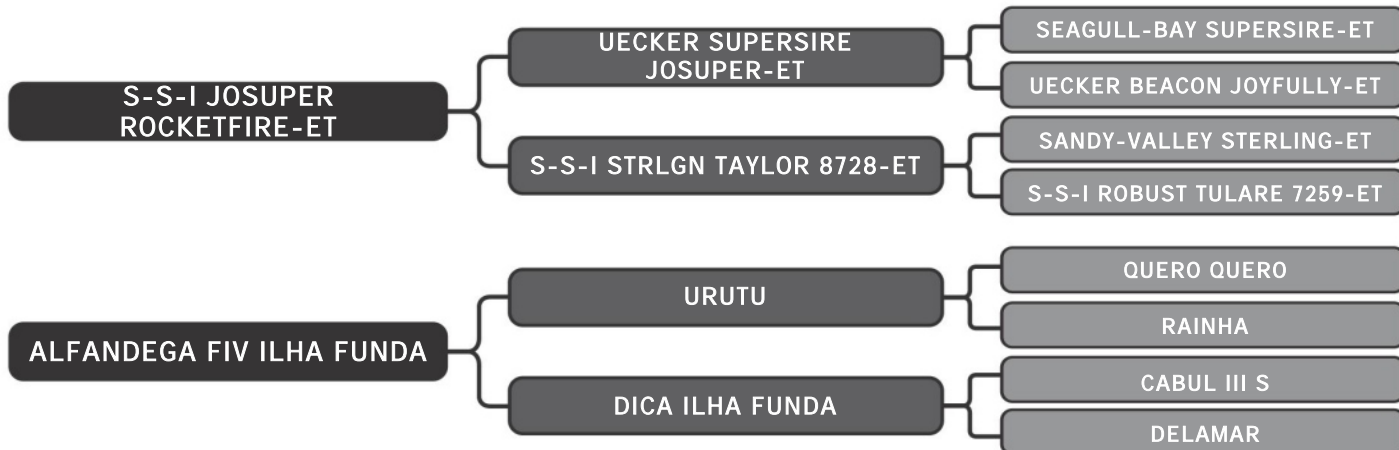 S-S-I JOSUPER
ROCKETFIRE-ET
UECKER SUPERSIRE
JOSUPER-ET
SEAGULL-BAY SUPERSIRE-ET
UECKER BEACON JOYFULLY-ET
S-S-I STRLGN TAYLOR 8728-ET
SANDY-VALLEY STERLING-ET
S-S-I ROBUST TULARE 7259-ET
ALFANDEGA FIV ILHA FUNDA
URUTU
QUERO QUERO
RAINHA
DICA ILHA FUNDA
CABUL III S
DELAMAR